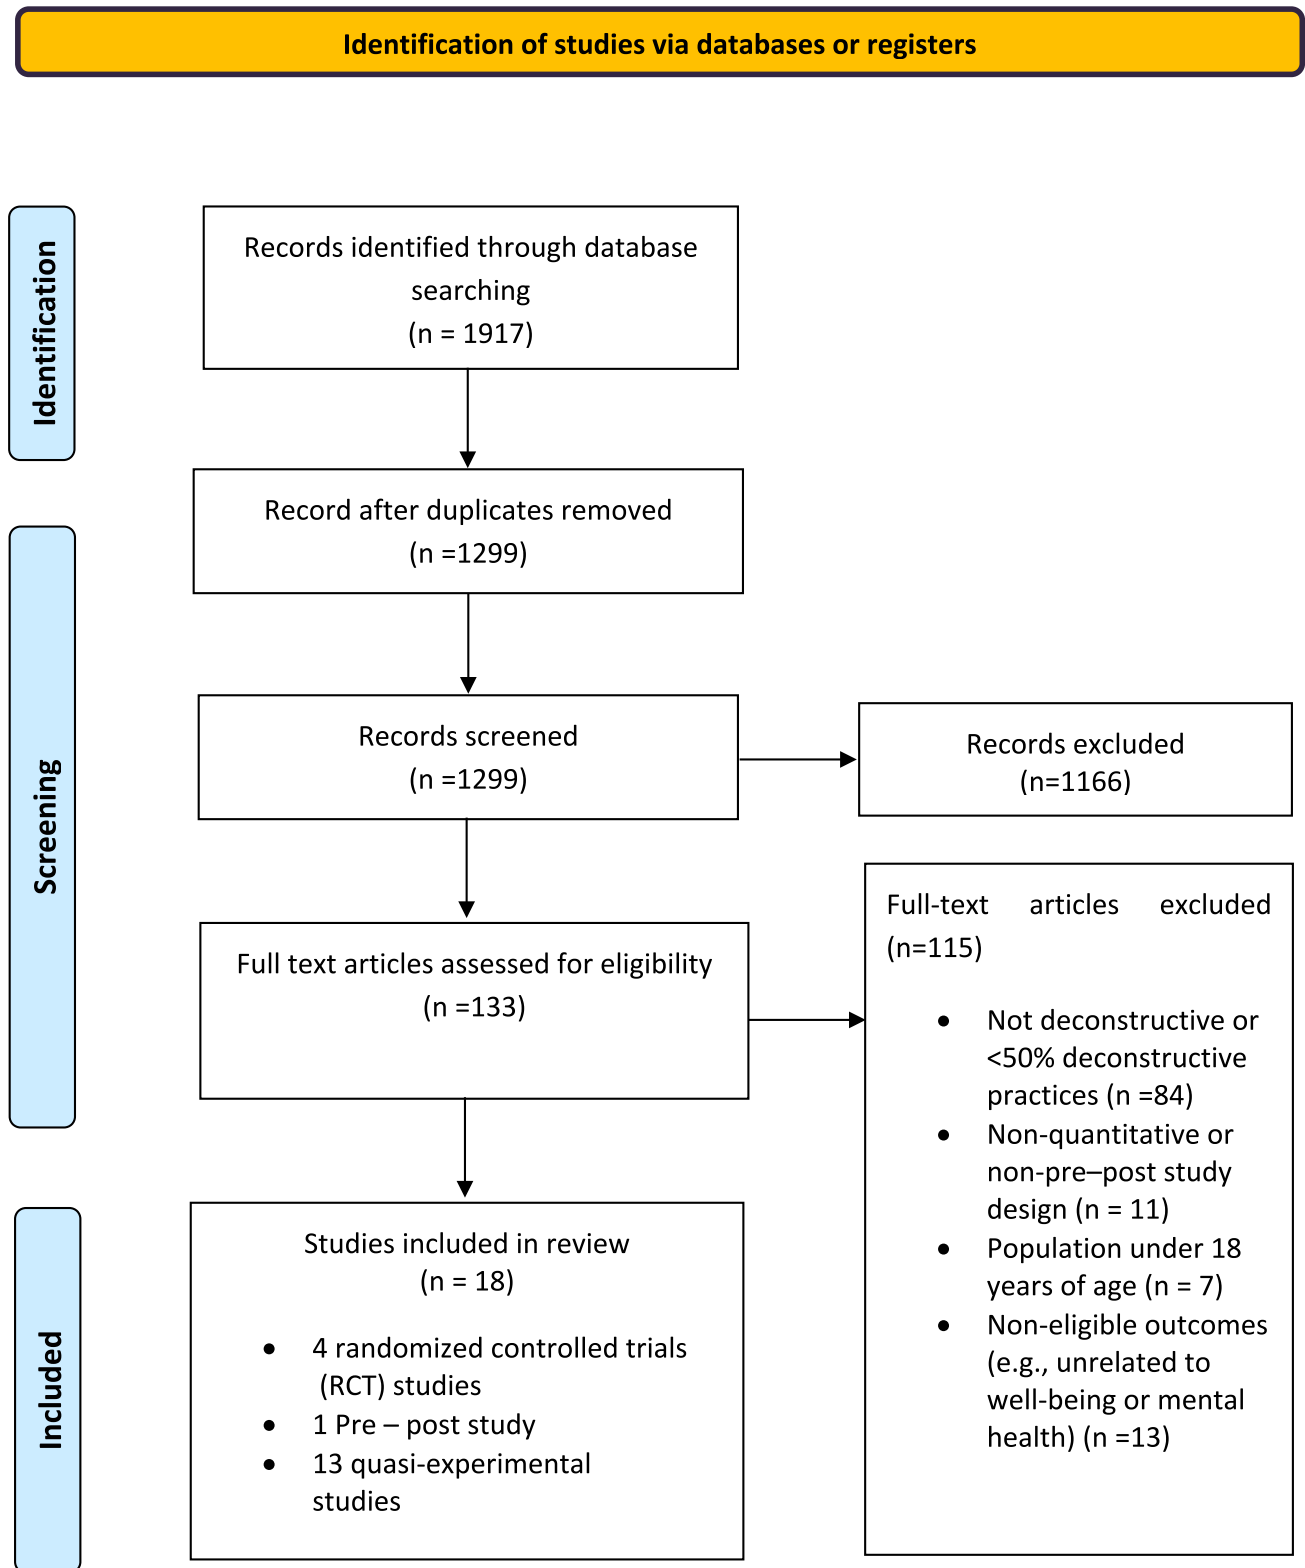 Identification of studies via databases or registers
Identification
Records identified through database
searching
(n = 1917)
Screening
Record after duplicates removed
(n =1299)
Records screened
(n =1299)
Records excluded
(n=1166)
Full text articles assessed for eligibility
(n =133)
Full-text articles excluded
(n=115)
• Not deconstructive or
<50% deconstructive
practices (n =84)
• Non-quantitative or
non-pre–post study
design (n = 11)
• Population under 18
years of age (n = 7)
• Non-eligible outcomes
(e.g., unrelated to
well-being or mental
health) (n =13)
Included
Studies included in review
(n = 18)
• 4 randomized controlled trials
(RCT) studies
• 1 Pre – post study
• 13 quasi-experimental
studies